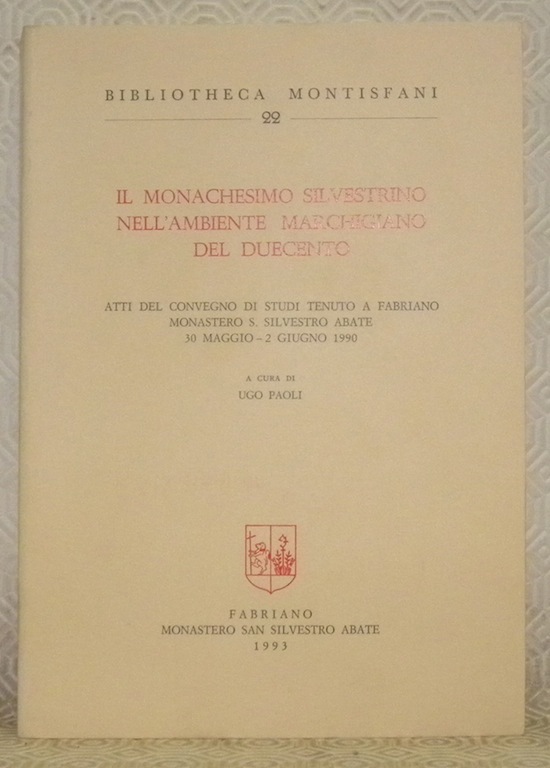 BIBLIOTHECA MONTISFANI
22
IL MONACHESIMO SILVESTRINO
NELL'AMBIENTE MARCHIGIANO
DEL DUECENTO
ATTI DEL CONVEGNO DI STUDI TENUTO A FABRIANO
MONASTERO S. SILVESTRO ABATE
30 MAGGIO – 2 GIUGNO 1990
A CURA DI
UGO PAOLI
FABRIANO
MONASTERO SAN SILVESTRO ABATE
1993